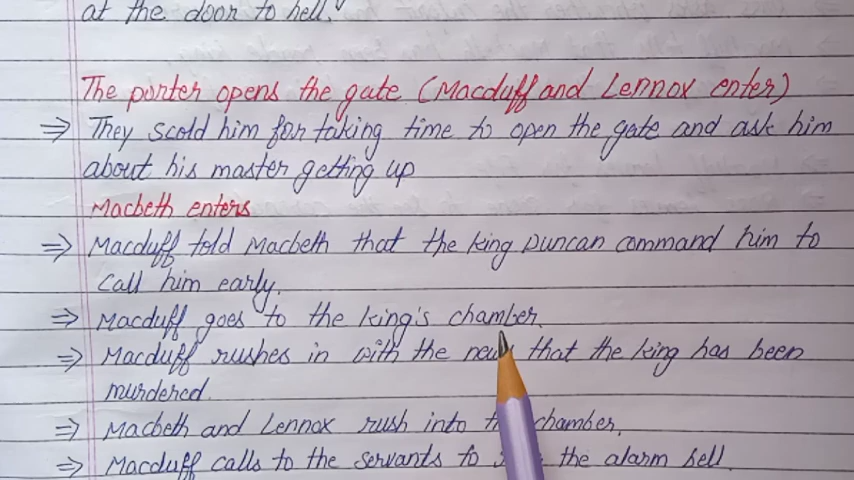 at the door to hell."
The porter opens the gate (Macduff and Lennox enter)
⇒ They scold him for taking time to open the gate and ask him
about his master getting up
Macbeth enters
⇒ Macduff told Macbeth that the king Duncan command him to
call him early.
⇒ Macduff goes to the king's chamber.
⇒ Macduff rushes in with the that the king has been
murdered.
⇒ Macbeth and Lennox rush into chamber.
⇒ Macduff calls to the servants to the alarm bell.